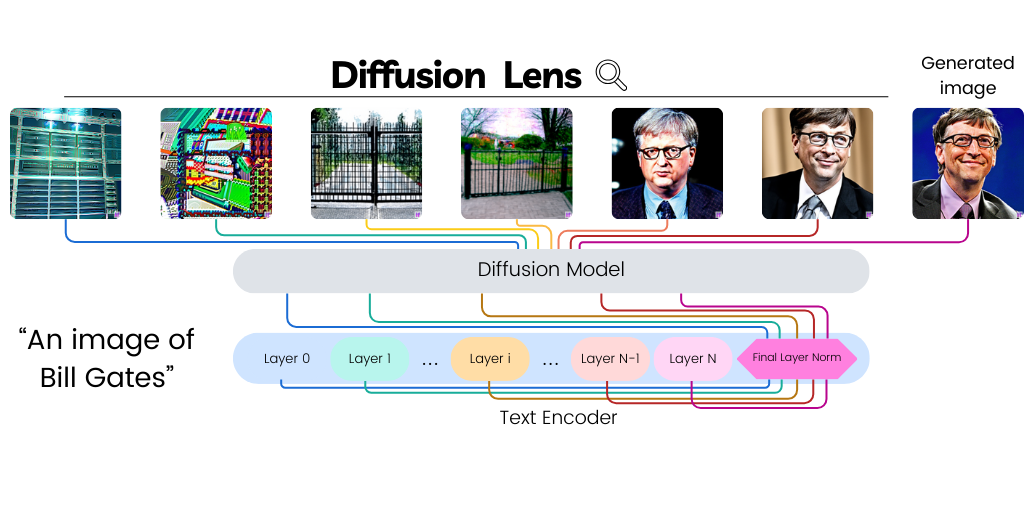 Diffusion Lens
Generated
image
Diffusion Model
“An image of
Bill Gates”
Layer 0
Layer 1
...
Layer i
...
Layer N-1
Layer N
Final Layer Norm
Text Encoder